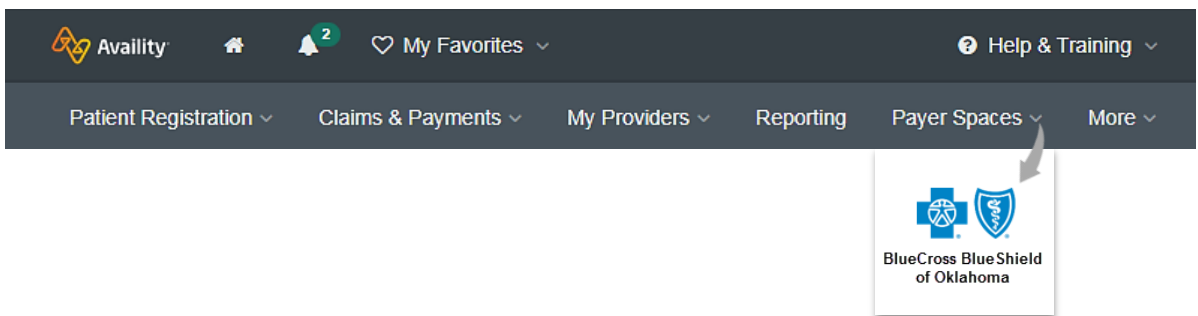 Availity
2
My Favorites
Help & Training
Patient Registration
Claims & Payments
My Providers
Reporting
Payer Spaces
More
BlueCross BlueShield
of Oklahoma